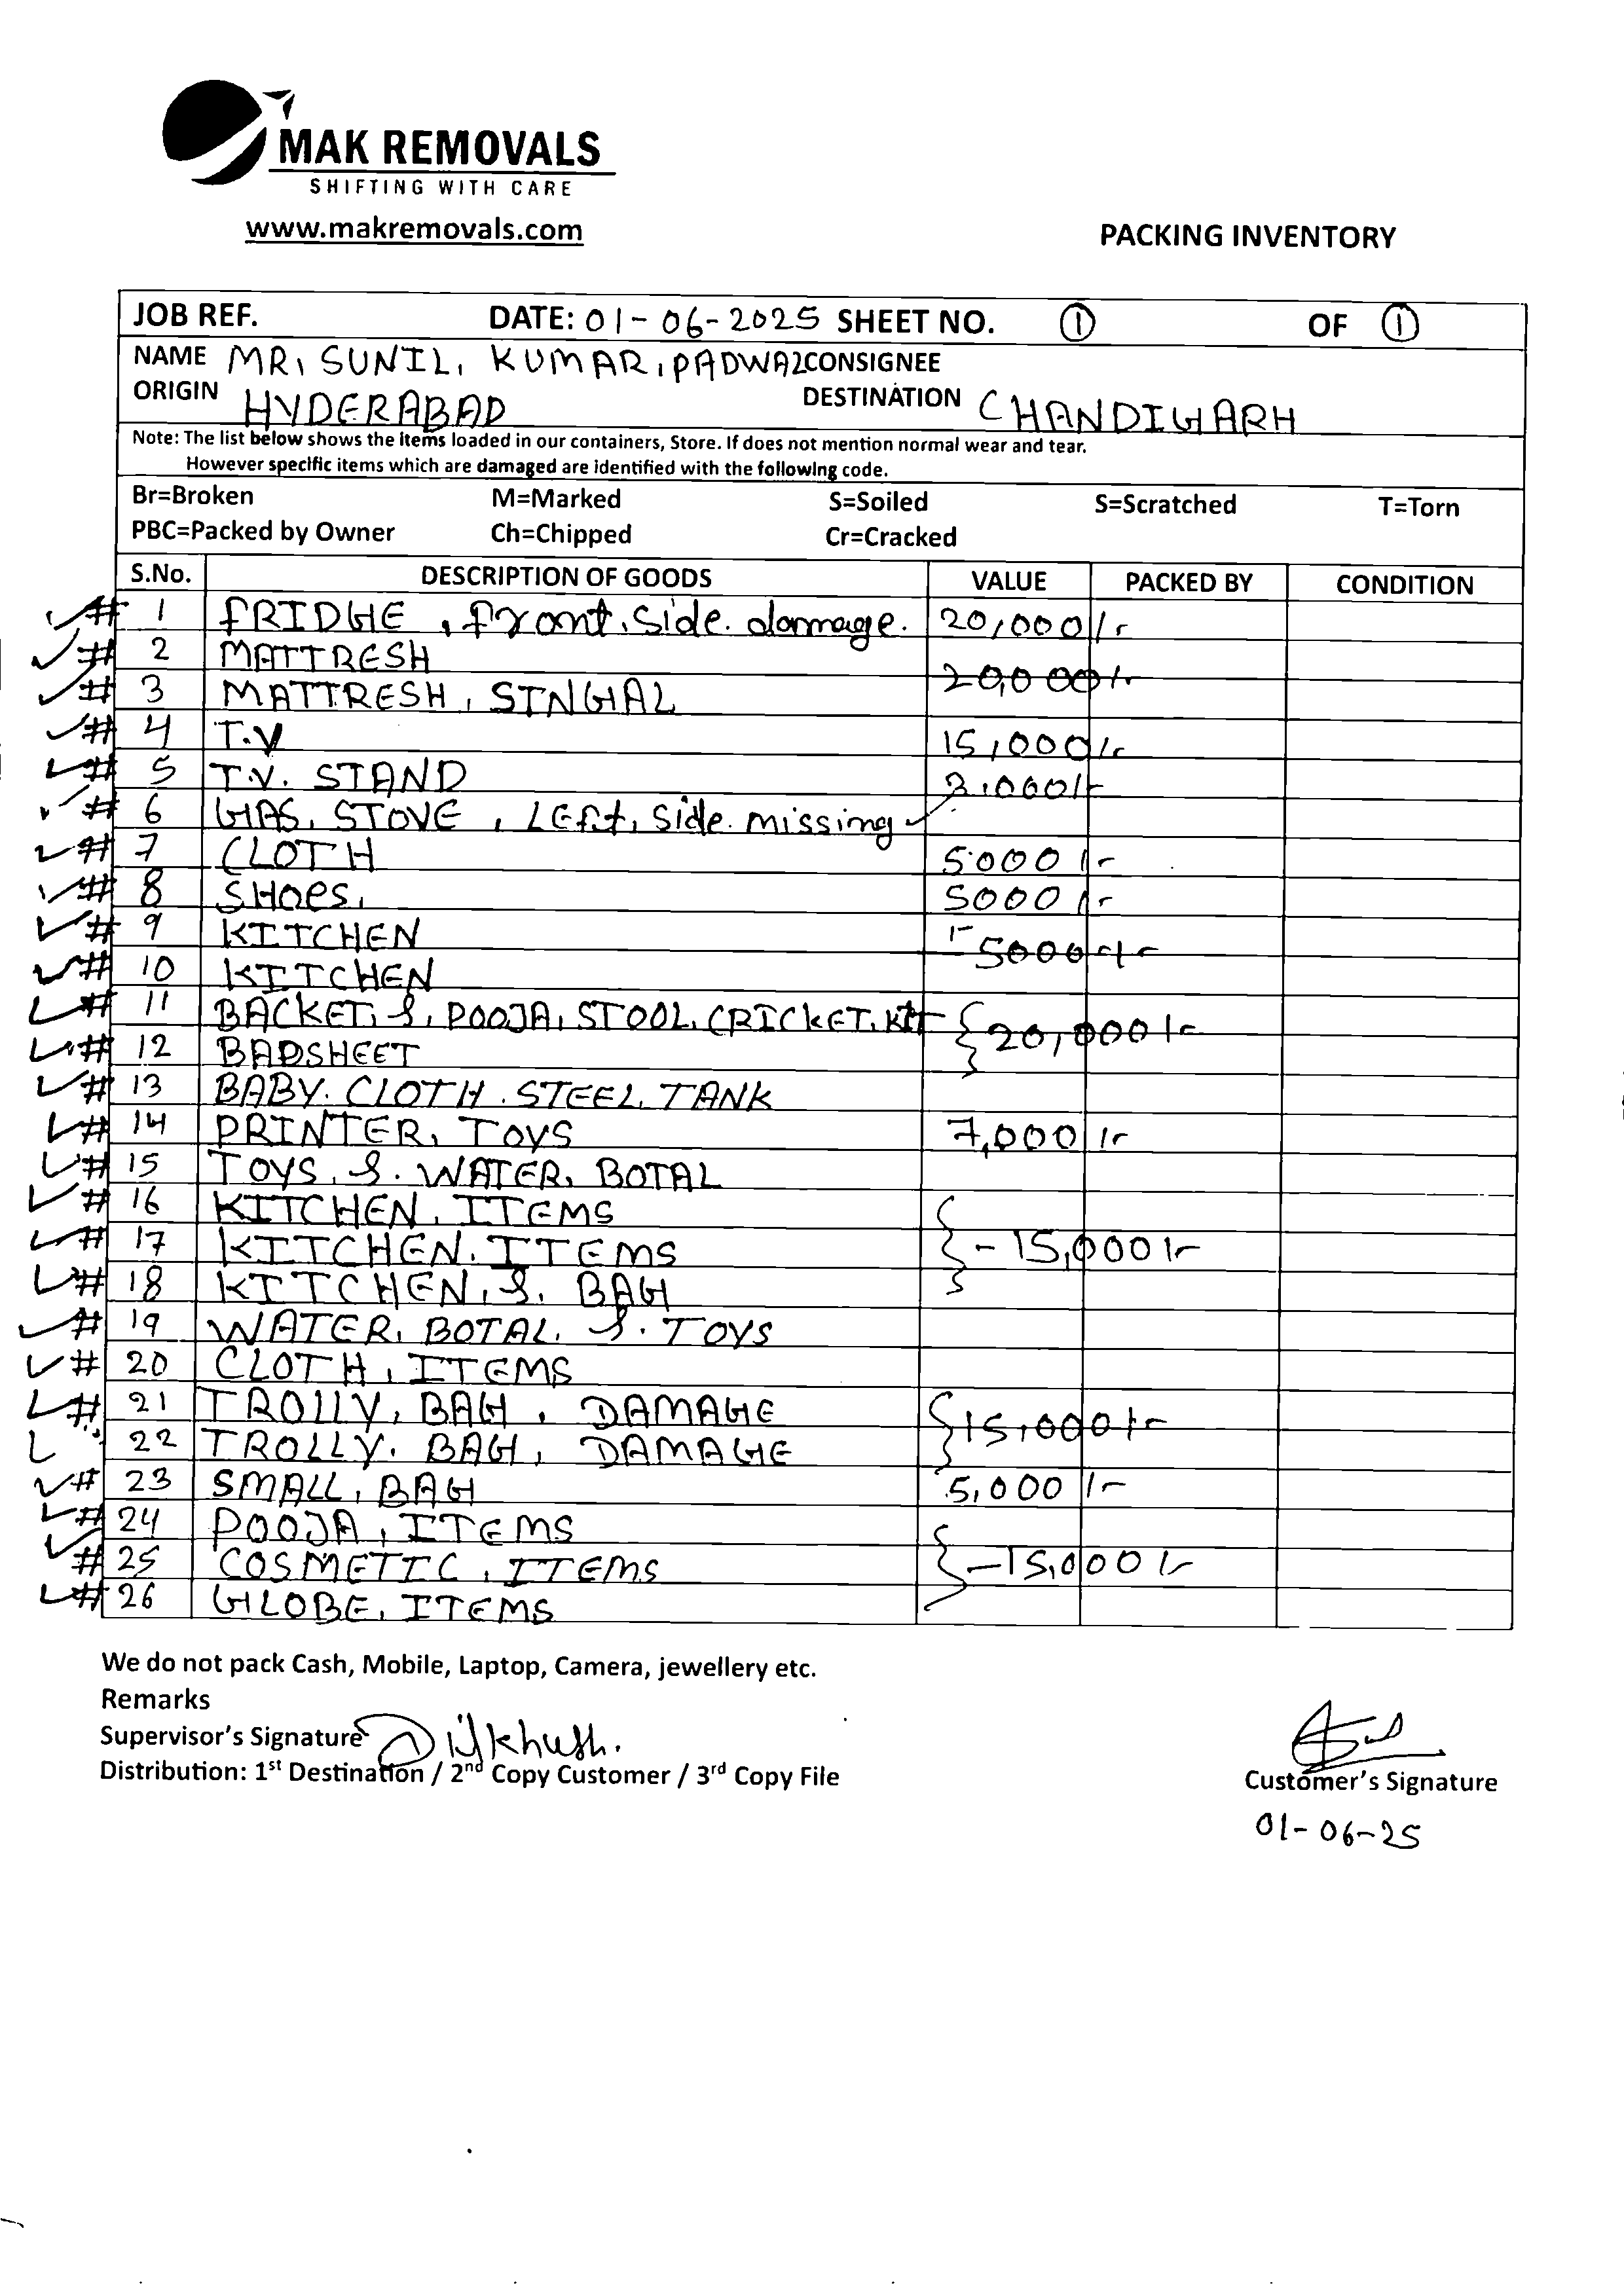 MAK REMOVALS
SHIFTING WITH CARE
www.makremovals.com
PACKING INVENTORY
JOB REF. DATE: 01-06-2025 SHEET NO. 1 OF 1
NAME MR, SUNIL, KUMAR, PADWAL CONSIGNEE
ORIGIN HYDERABAD DESTINATION CHANDIGARH
Note: The list below shows the items loaded in our containers, Store. If does not mention normal wear and tear.
However specific items which are damaged are identified with the following code.
Br=Broken M=Marked S=Soiled S=Scratched T=Torn
PBC=Packed by Owner Ch=Chipped Cr=Cracked
S.No. DESCRIPTION OF GOODS VALUE PACKED BY CONDITION
✓# 1 FRIDGE , front. side. damage. 20,000/-
✓# 2 MATTRESH
✓# 3 MATTRESH, SINGAL 20,000/-
✓# 4 T.V 15,000/-
✓# 5 T.V. STAND 3,000/-
✓# 6 GAS, STOVE , LEft, side. missing
✓# 7 CLOTH 5000/-
✓# 8 SHOES, 5000/-
✓# 9 KITCHEN 5000/-
✓# 10 KITCHEN
✓# 11 BACKET, &, POOJA, STOOL, CRICKET, KIT 20,000/-
✓# 12 BADSHEET
✓# 13 BABY. CLOTH. STEEL, TANK
✓# 14 PRINTER, TOYS 7,000/-
✓# 15 TOYS, &. WATER, BOTAL
✓# 16 KITCHEN, ITEMS
✓# 17 KITCHEN. ITEMS -15,000/-
✓# 18 KITCHEN, &. BAG
✓# 19 WATER, BOTAL, &. TOYS
✓# 20 CLOTH, ITEMS
✓# 21 TROLLY, BAG, DAMAGE 15,000/-
✓ 22 TROLLY. BAG, DAMAGE
✓# 23 SMALL, BAG 5,000/-
✓# 24 POOJA, ITEMS
✓# 25 COSMETIC, ITEMS -15,000/-
✓# 26 GLOBE, ITEMS
We do not pack Cash, Mobile, Laptop, Camera, jewellery etc.
Remarks
Supervisor's Signature Dilkhush.
Distribution: 1st Destination / 2nd Copy Customer / 3rd Copy File
Customer's Signature
01-06-25